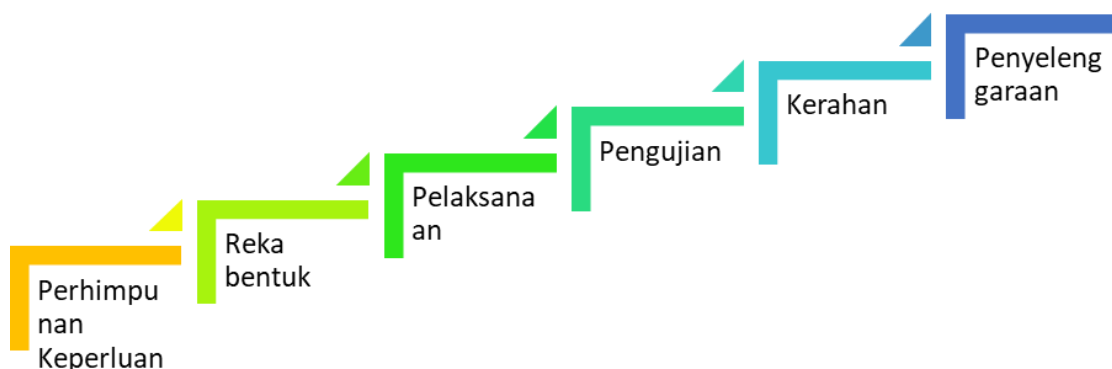 Perhimpu
nan
Keperluan
Reka
bentuk
Pelaksana
an
Pengujian
Kerahan
Penyeleng
garaan